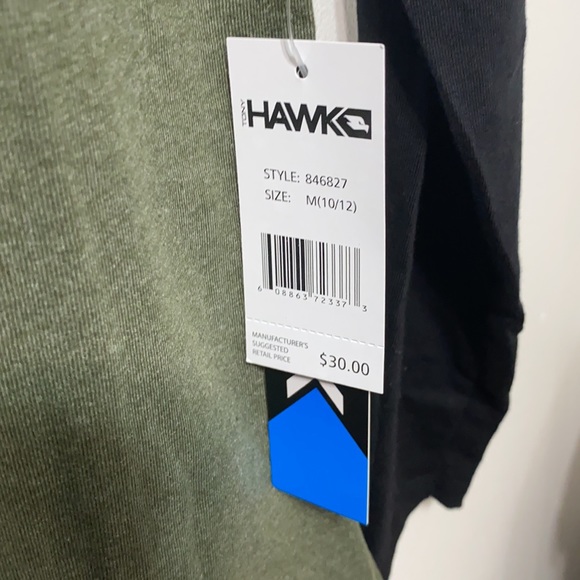 TONY HAWK
STYLE: 846827
SIZE: M(10/12)
6 08863 72337 3
MANUFACTURER'S
SUGGESTED
RETAIL PRICE
$30.00